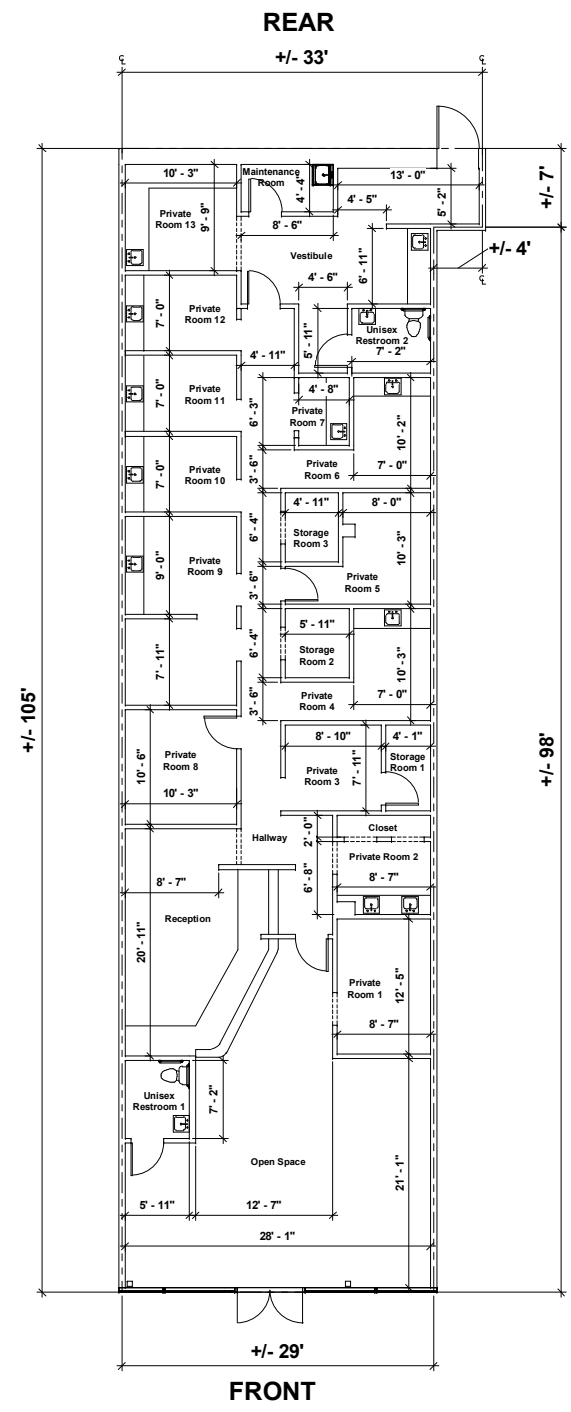 REAR
℄
+/- 33'
℄
10' - 3"
Maintenance
Room
4' - 4"
13' - 0"
5' - 2"
+/- 7'
Private
Room 13
9' - 9"
4' - 5"
8' - 6"
Vestibule
6' - 11"
+/- 4'
℄
4' - 6"
7' - 0"
Private
Room 12
5' - 11"
Unisex
Restroom 2
7' - 2"
4' - 11"
7' - 0"
Private
Room 11
6' - 3"
4' - 8"
Private
Room 7
10' - 2"
7' - 0"
Private
Room 10
3' - 6"
Private
Room 6
7' - 0"
4' - 11"
8' - 0"
6' - 4"
Storage
Room 3
10' - 3"
9' - 0"
Private
Room 9
3' - 6"
Private
Room 5
5' - 11"
6' - 4"
Storage
Room 2
10' - 3"
7' - 11"
3' - 6"
Private
Room 4
7' - 0"
+/- 105'
+/- 98'
10' - 6"
Private
Room 8
10' - 3"
8' - 10"
4' - 1"
Private
Room 3
7' - 11"
Storage
Room 1
Hallway
2' - 0"
Closet
6' - 8"
Private Room 2
8' - 7"
8' - 7"
Reception
20' - 11"
Private
Room 1
12' - 5"
8' - 7"
Unisex
Restroom 1
7' - 2"
Open Space
21' - 1"
5' - 11"
12' - 7"
28' - 1"
+/- 29'
FRONT